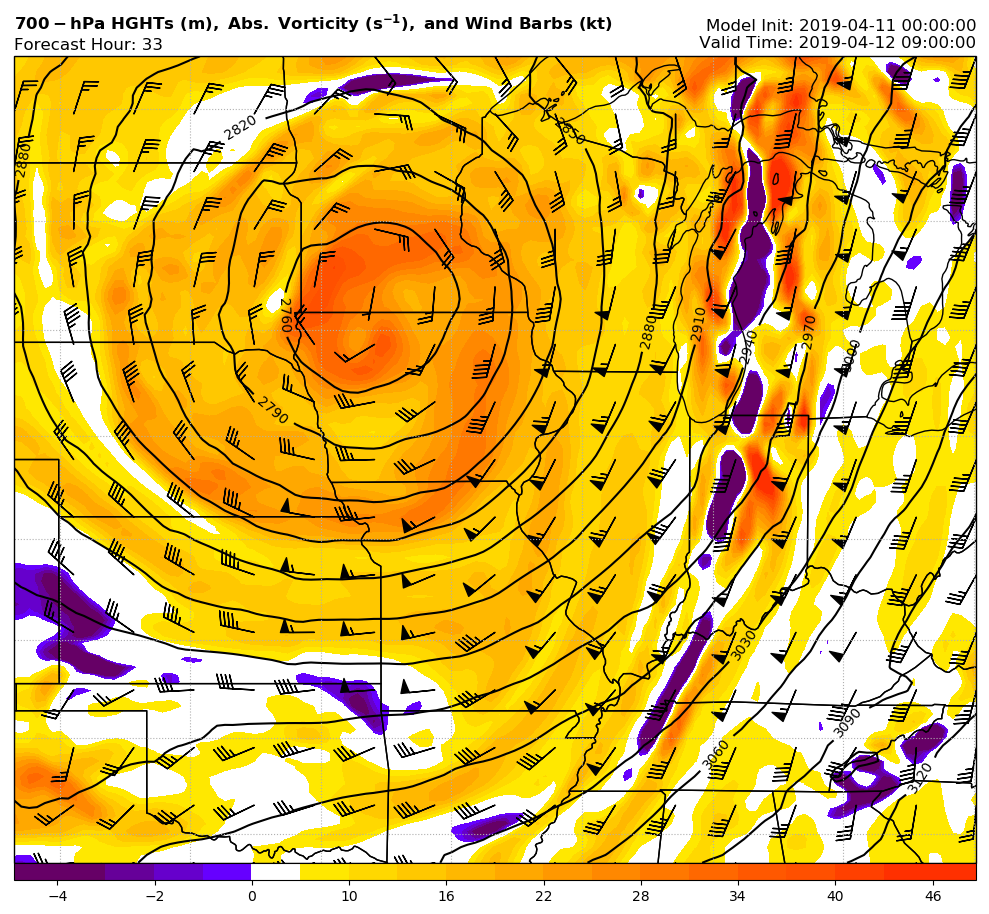 700 − hPa HGHTs (m), Abs. Vorticity (s⁻¹), and Wind Barbs (kt)
Model Init: 2019-04-11 00:00:00
Forecast Hour: 33
Valid Time: 2019-04-12 09:00:00
2820
2880
2760
2790
2880
2910
2940
2970
3030
3060
3090
3120
−4 −2 0 10 16 22 28 34 40 46